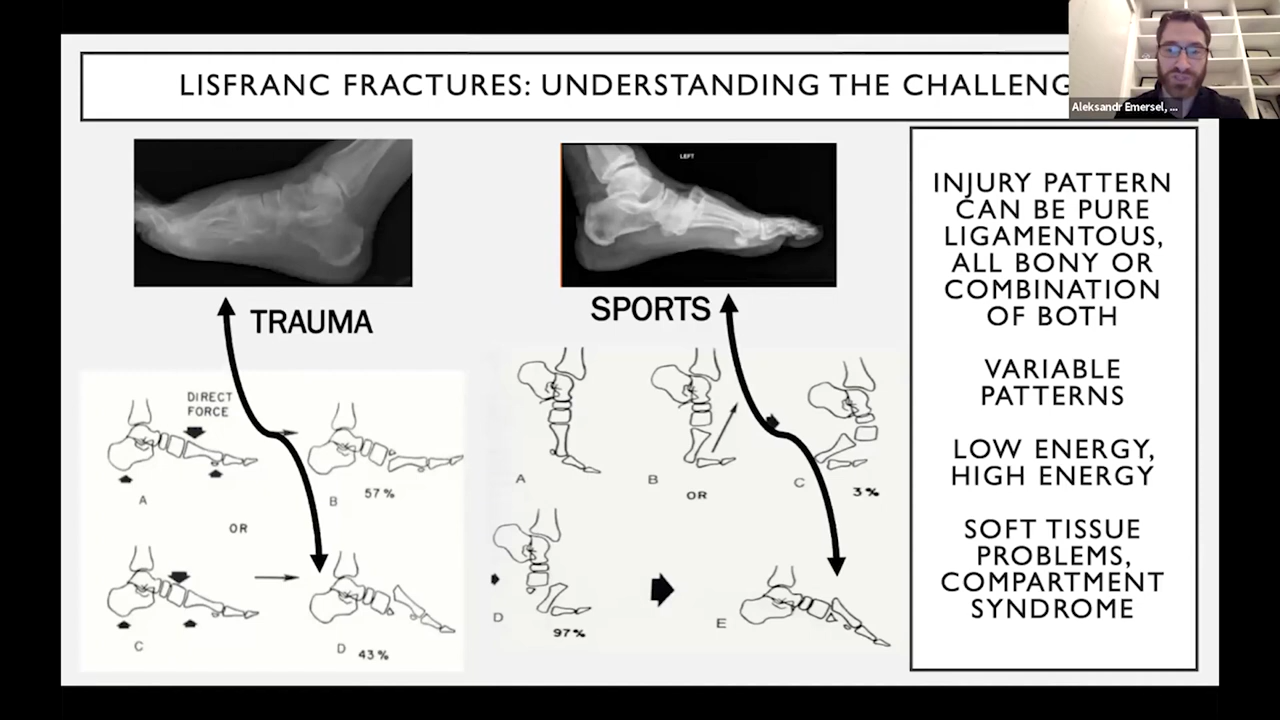 LISFRANC FRACTURES: UNDERSTANDING THE CHALLENG
Aleksandr Emersel, ...
LEFT
TRAUMA
SPORTS
DIRECT
FORCE
A
B
57%
OR
C
D
43%
A
B
C
OR
3%
D
97%
E
INJURY PATTERN
CAN BE PURE
LIGAMENTOUS,
ALL BONY OR
COMBINATION
OF BOTH
VARIABLE
PATTERNS
LOW ENERGY,
HIGH ENERGY
SOFT TISSUE
PROBLEMS,
COMPARTMENT
SYNDROME